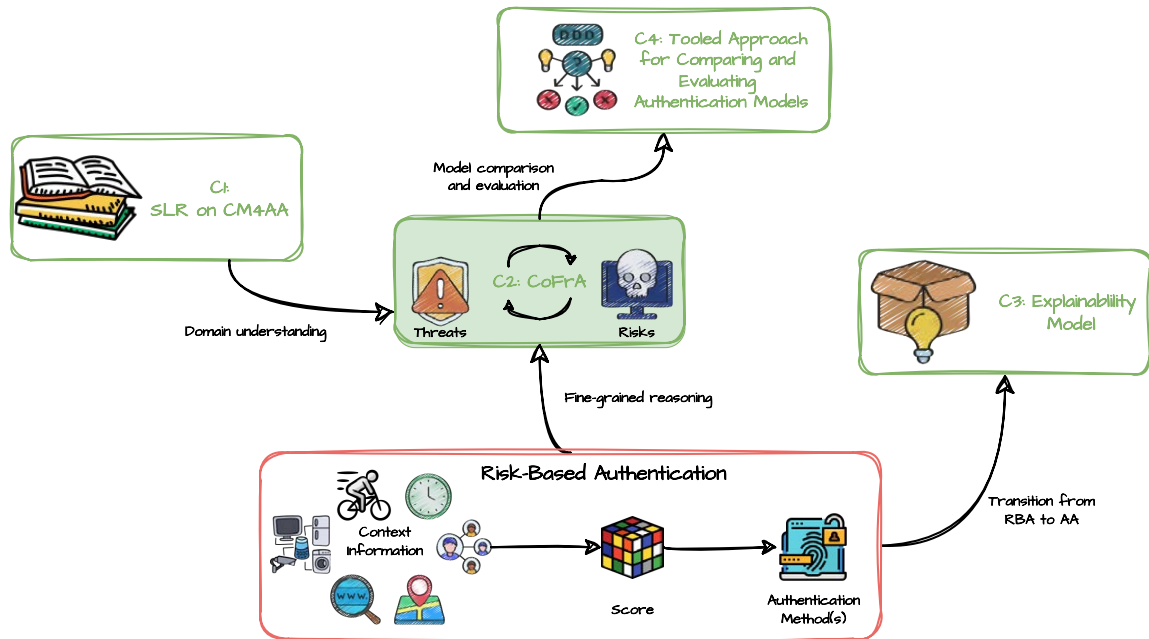 C4: Tooled Approach
for Comparing and
Evaluating
Authentication Models
C1:
SLR on CM4AA
Model comparison
and evaluation
C2: CoFrA
Threats
Risks
Domain understanding
C3: Explainablility
Model
Fine-grained reasoning
Risk-Based Authentication
Context
Information
WWW.
Score
Authentication
Method(s)
Transition from
RBA to AA